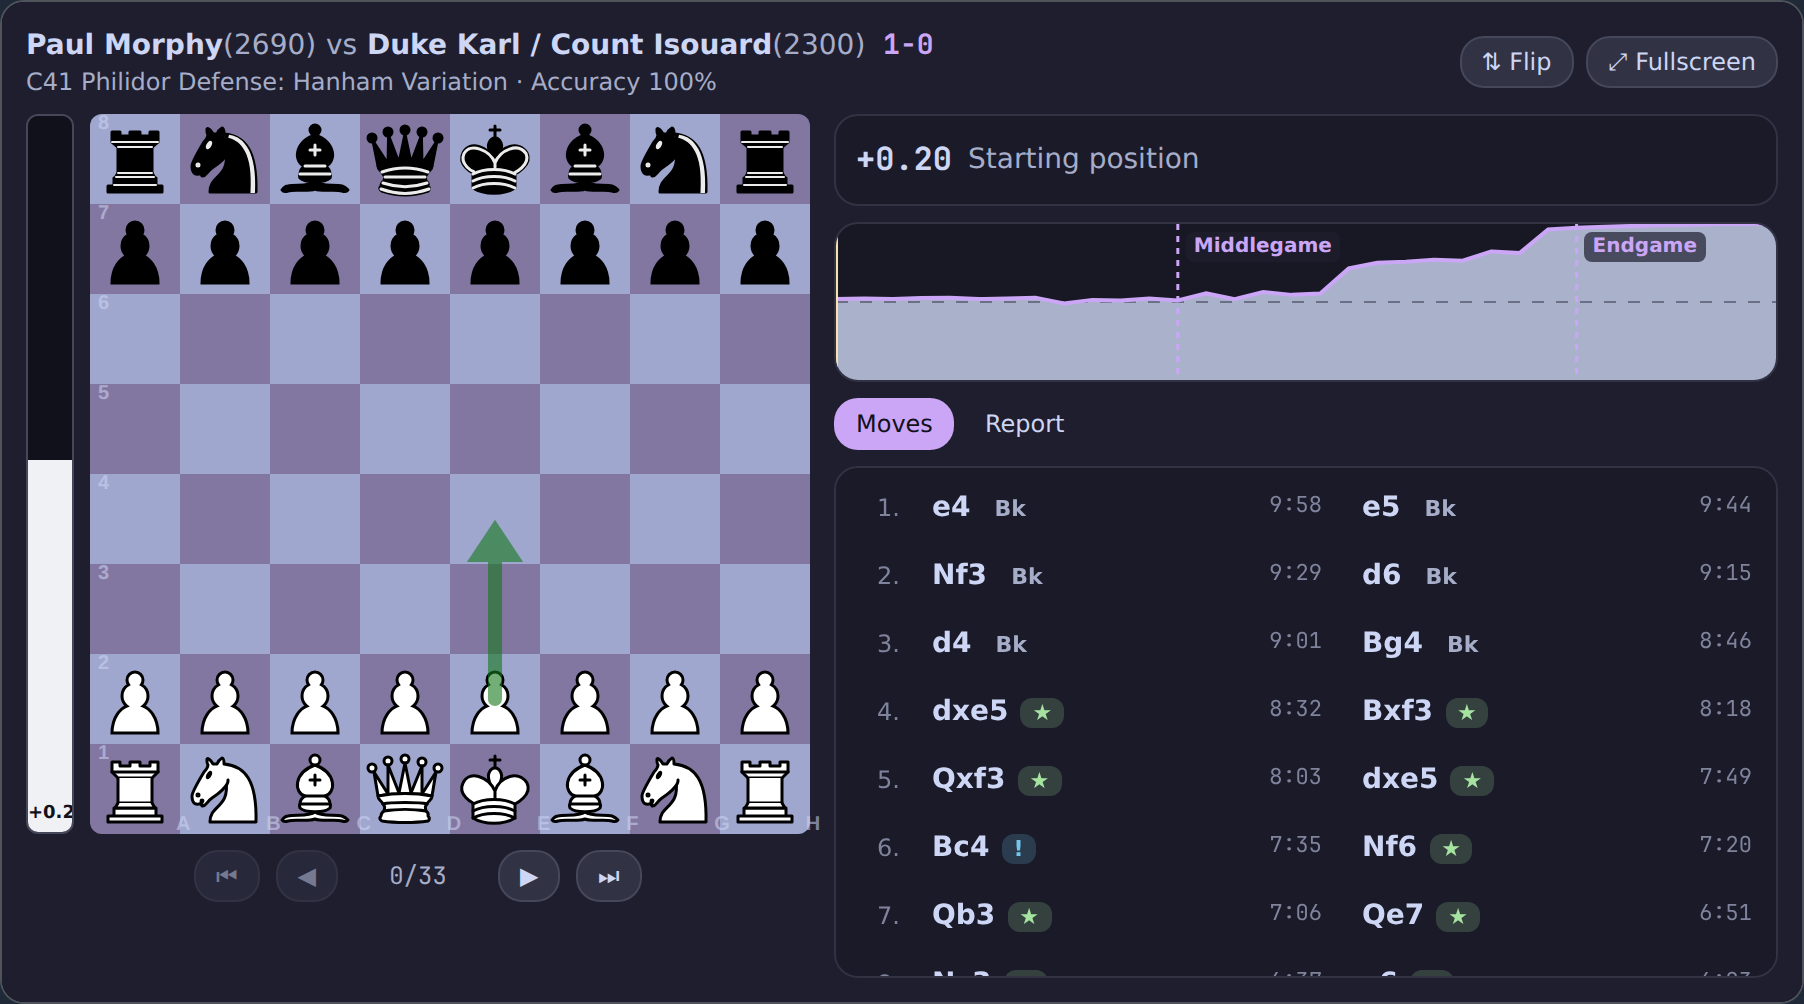 Paul Morphy(2690) vs Duke Karl / Count Isouard(2300) 1-0
C41 Philidor Defense: Hanham Variation · Accuracy 100%
⇅ Flip
⤢ Fullscreen
8
7
6
5
4
3
2
1
A B C D E F G H
+0.2
⏮ ◀ 0/33 ▶ ⏭
+0.20 Starting position
Middlegame
Endgame
Moves Report
1. e4 Bk 9:58 e5 Bk 9:44
2. Nf3 Bk 9:29 d6 Bk 9:15
3. d4 Bk 9:01 Bg4 Bk 8:46
4. dxe5 ★ 8:32 Bxf3 ★ 8:18
5. Qxf3 ★ 8:03 dxe5 ★ 7:49
6. Bc4 ! 7:35 Nf6 ★ 7:20
7. Qb3 ★ 7:06 Qe7 ★ 6:51